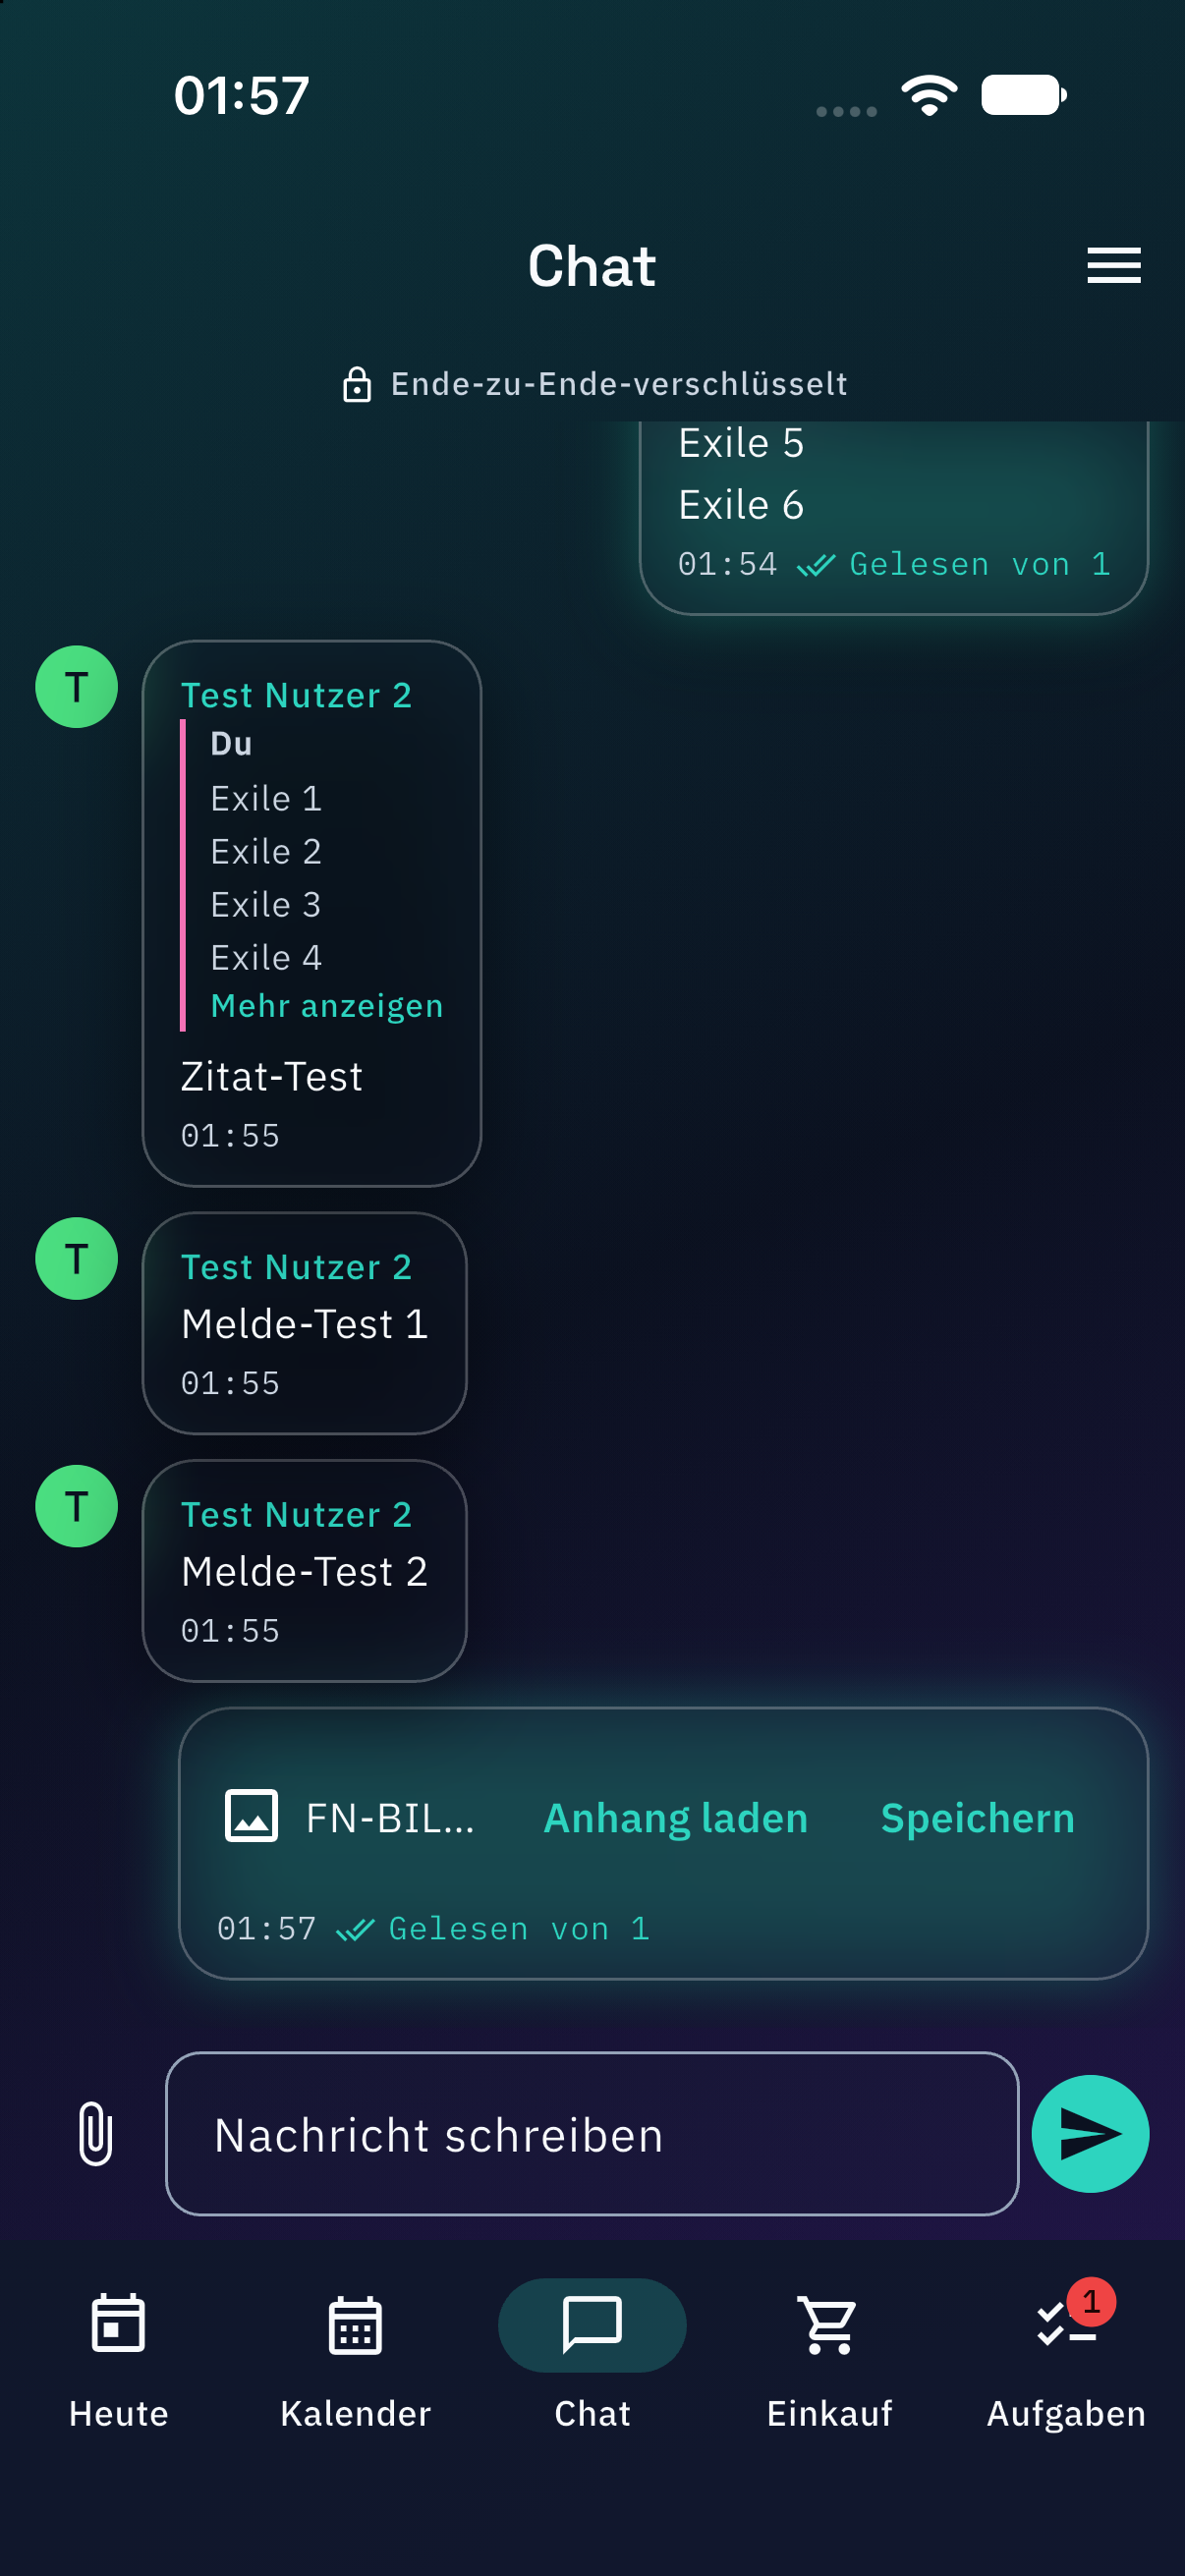 01:57
Chat
Ende-zu-Ende-verschlüsselt
Exile 5
Exile 6
01:54 Gelesen von 1
T
Test Nutzer 2
Du
Exile 1
Exile 2
Exile 3
Exile 4
Mehr anzeigen
Zitat-Test
01:55
T
Test Nutzer 2
Melde-Test 1
01:55
T
Test Nutzer 2
Melde-Test 2
01:55
FN-BIL... Anhang laden Speichern
01:57 Gelesen von 1
Nachricht schreiben
1
Heute Kalender Chat Einkauf Aufgaben